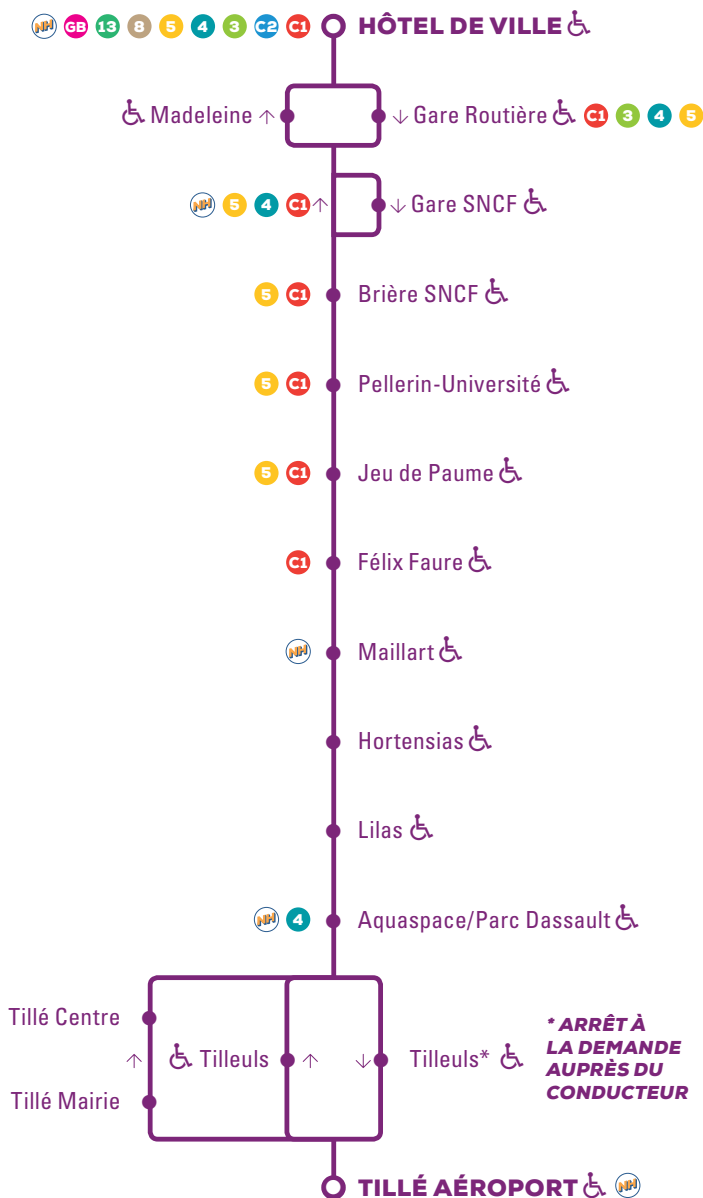 NH GB 13 8 5 4 3 C2 C1 HÔTEL DE VILLE
Madeleine ↑ ↓ Gare Routière C1 3 4 5
NH 5 4 C1 ↑ ↓ Gare SNCF
5 C1 Brière SNCF
5 C1 Pellerin-Université
5 C1 Jeu de Paume
C1 Félix Faure
NH Maillart
Hortensias
Lilas
NH 4 Aquaspace/Parc Dassault
Tillé Centre
↑ Tilleuls ↑ ↓ Tilleuls*
Tillé Mairie
* ARRÊT À
LA DEMANDE
AUPRÈS DU
CONDUCTEUR
TILLÉ AÉROPORT NH